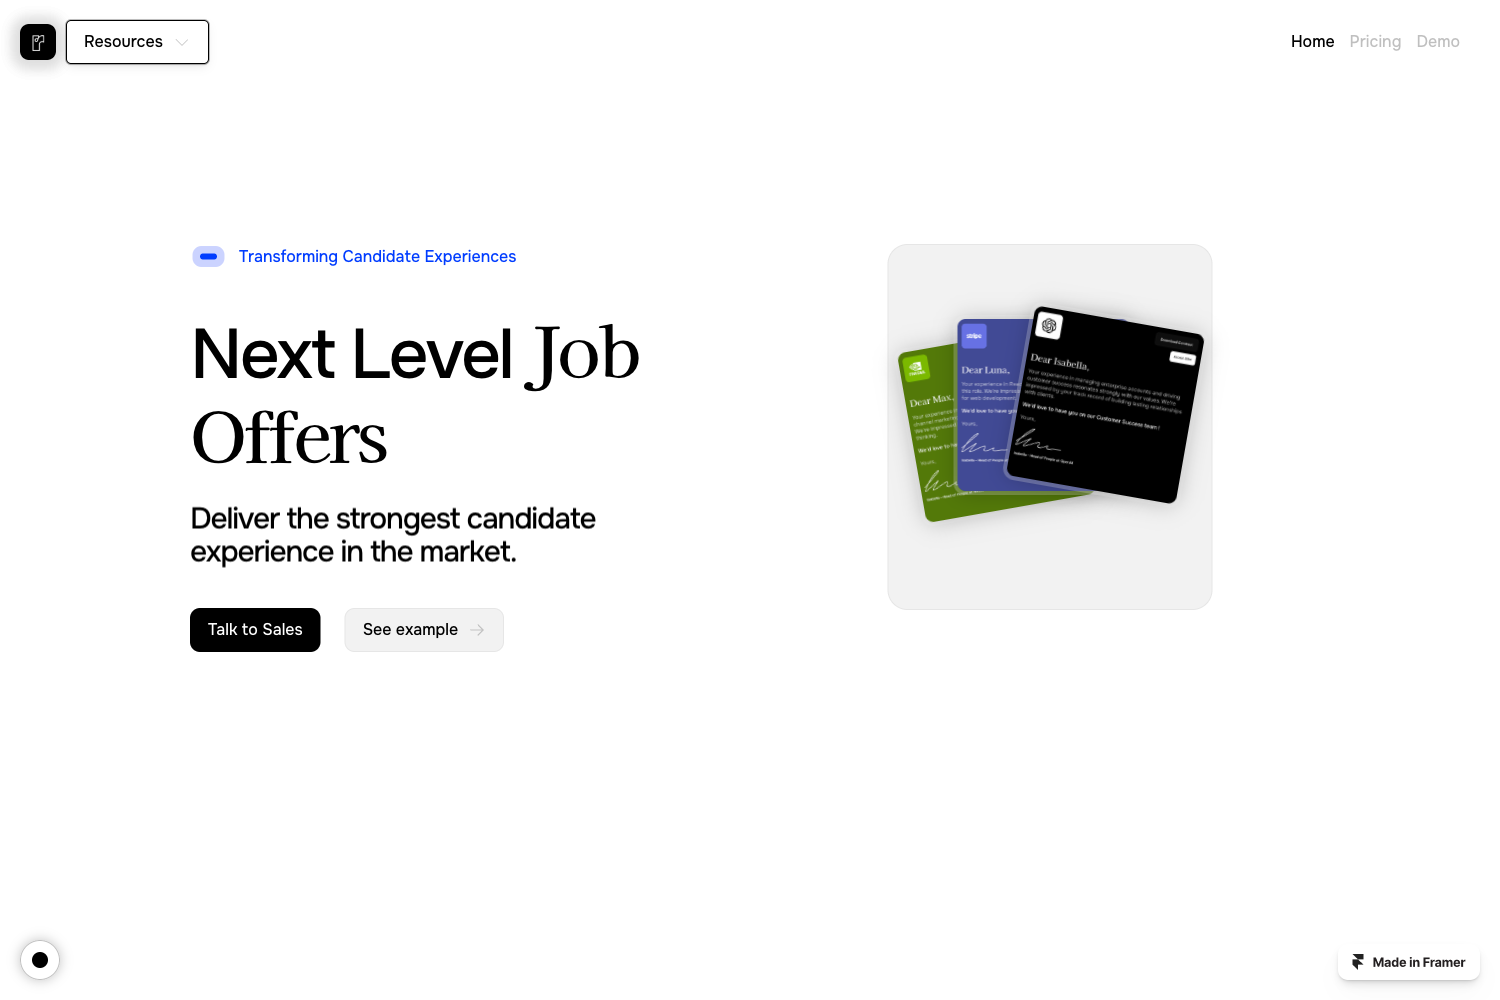 Resources
Home Pricing Demo
Transforming Candidate Experiences
Next Level Job
Offers
Deliver the strongest candidate
experience in the market.
Talk to Sales
See example
Dear Max,
Dear Luna,
Dear Isabella,
Your experience in managing enterprise accounts and driving
customer success resonates strongly with our values. We're
impressed by your track record of building lasting relationships
with clients.
We'd love to have you on our Customer Success team!
Yours,
Made in Framer